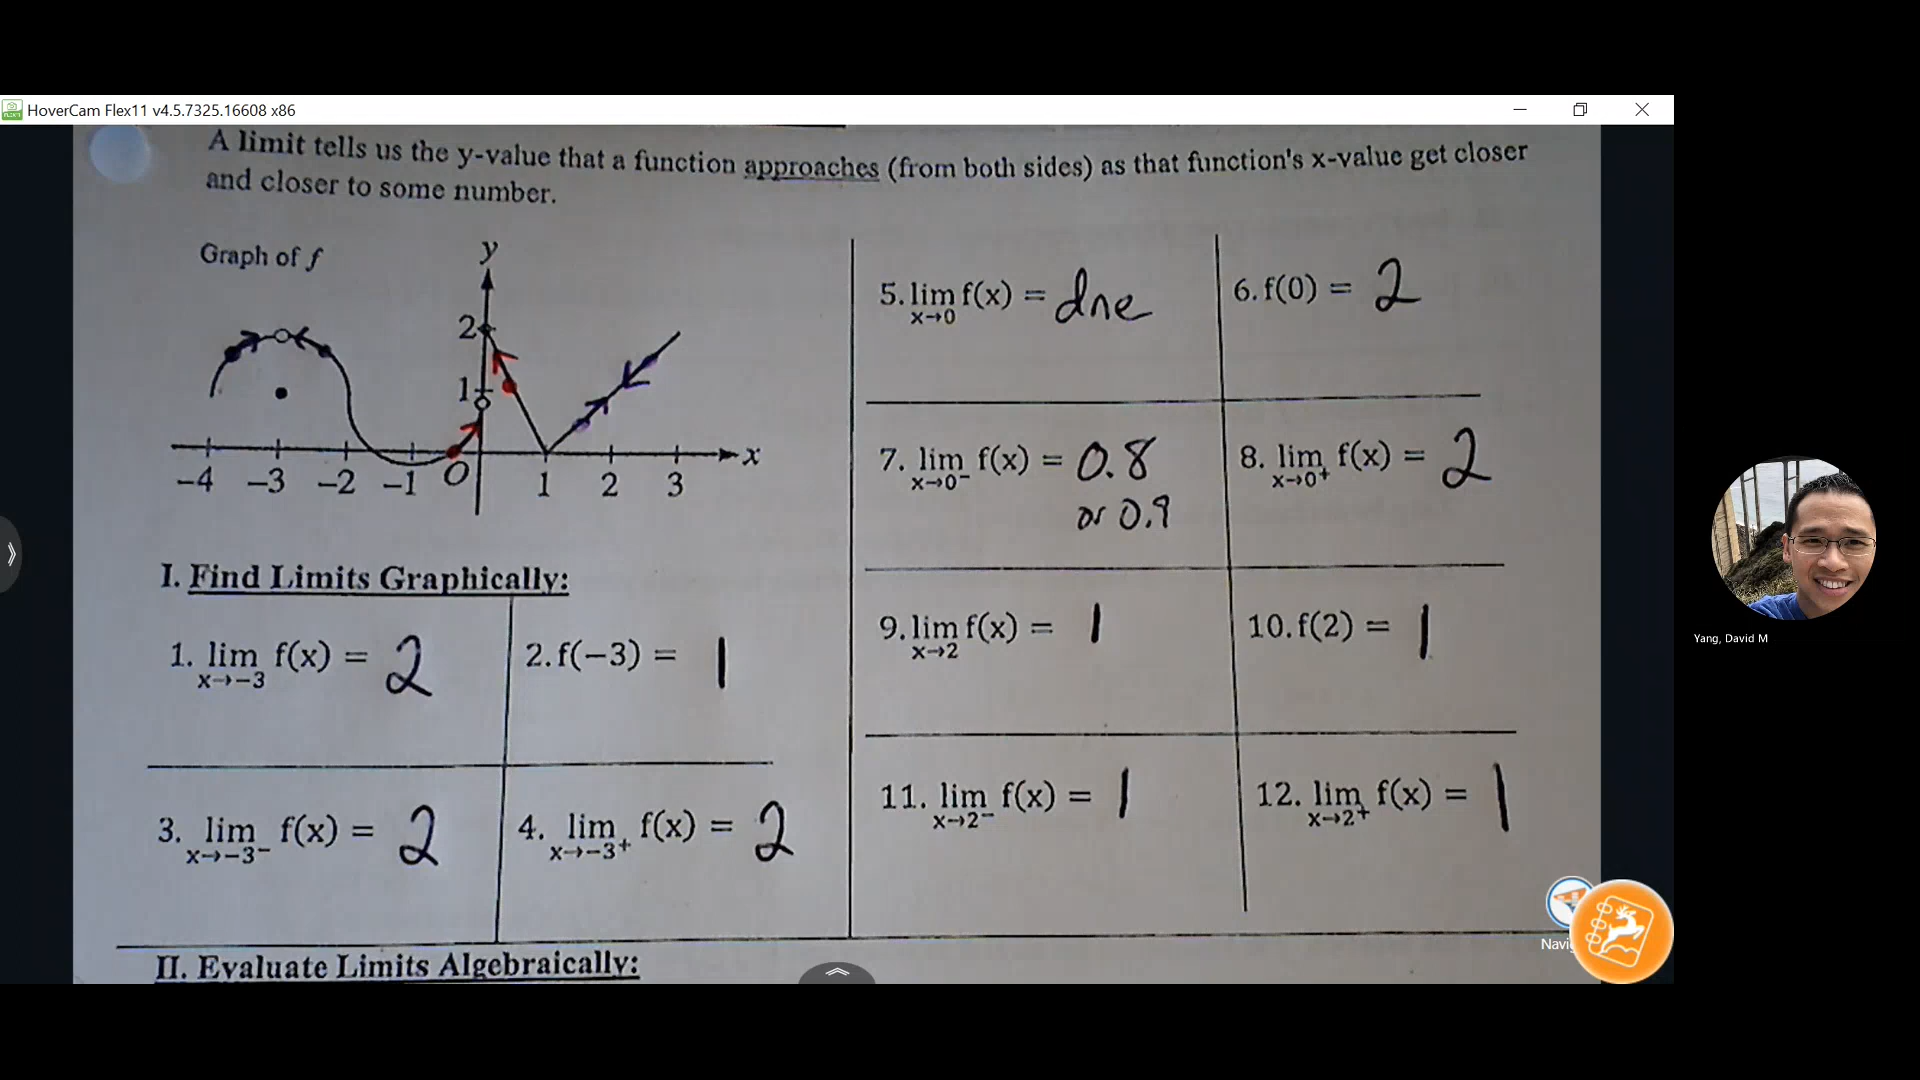 HoverCam Flex11 v4.5.7325.16608 x86
A limit tells us the y-value that a function approaches (from both sides) as that function's x-value get closer
and closer to some number.
Graph of f
y
2
1
x
−4 −3 −2 −1 O 1 2 3
I. Find Limits Graphically:
1. lim f(x) = 2
x→−3
2. f(−3) = 1
3. lim f(x) = 2
x→−3⁻
4. lim f(x) = 2
x→−3⁺
5. lim f(x) = dne
x→0
6. f(0) = 2
7. lim f(x) = 0.8
x→0⁻
or 0.9
8. lim f(x) = 2
x→0⁺
9. lim f(x) = 1
x→2
10. f(2) = 1
11. lim f(x) = 1
x→2⁻
12. lim f(x) = 1
x→2⁺
II. Evaluate Limits Algebraically:
Yang, David M